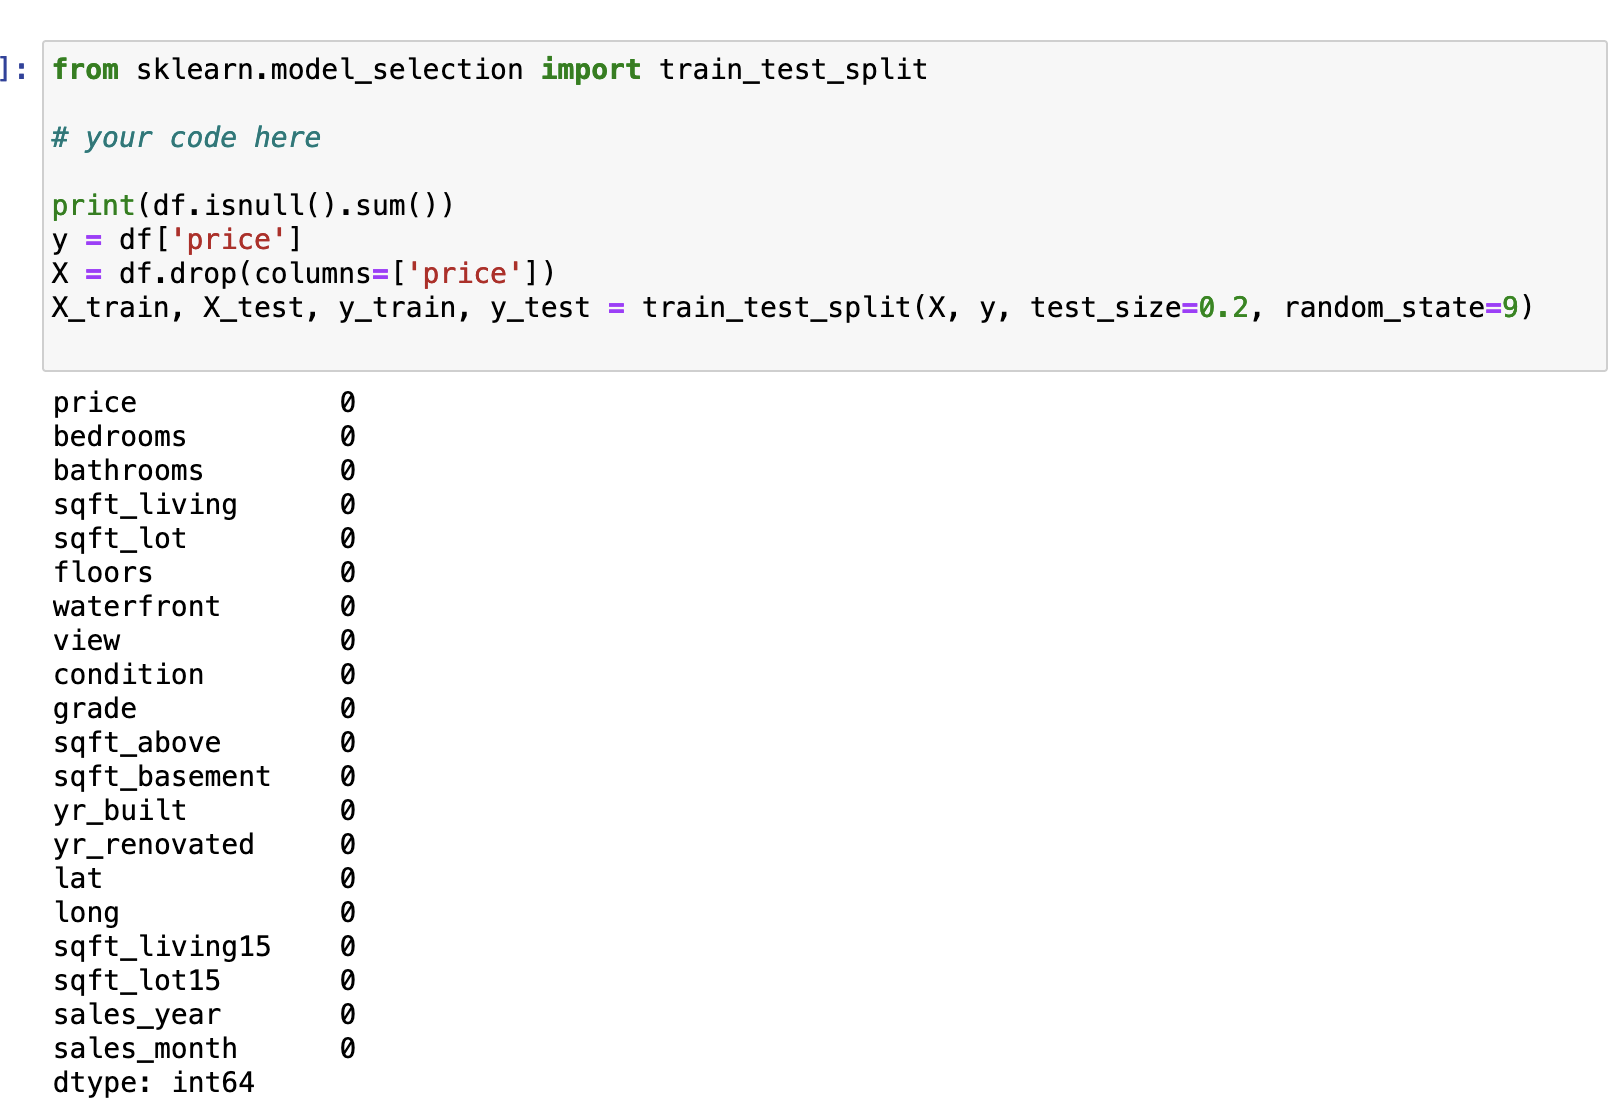 ]: from sklearn.model_selection import train_test_split
# your code here
print(df.isnull().sum())
y = df['price']
X = df.drop(columns=['price'])
X_train, X_test, y_train, y_test = train_test_split(X, y, test_size=0.2, random_state=9)
price 0
bedrooms 0
bathrooms 0
sqft_living 0
sqft_lot 0
floors 0
waterfront 0
view 0
condition 0
grade 0
sqft_above 0
sqft_basement 0
yr_built 0
yr_renovated 0
lat 0
long 0
sqft_living15 0
sqft_lot15 0
sales_year 0
sales_month 0
dtype: int64